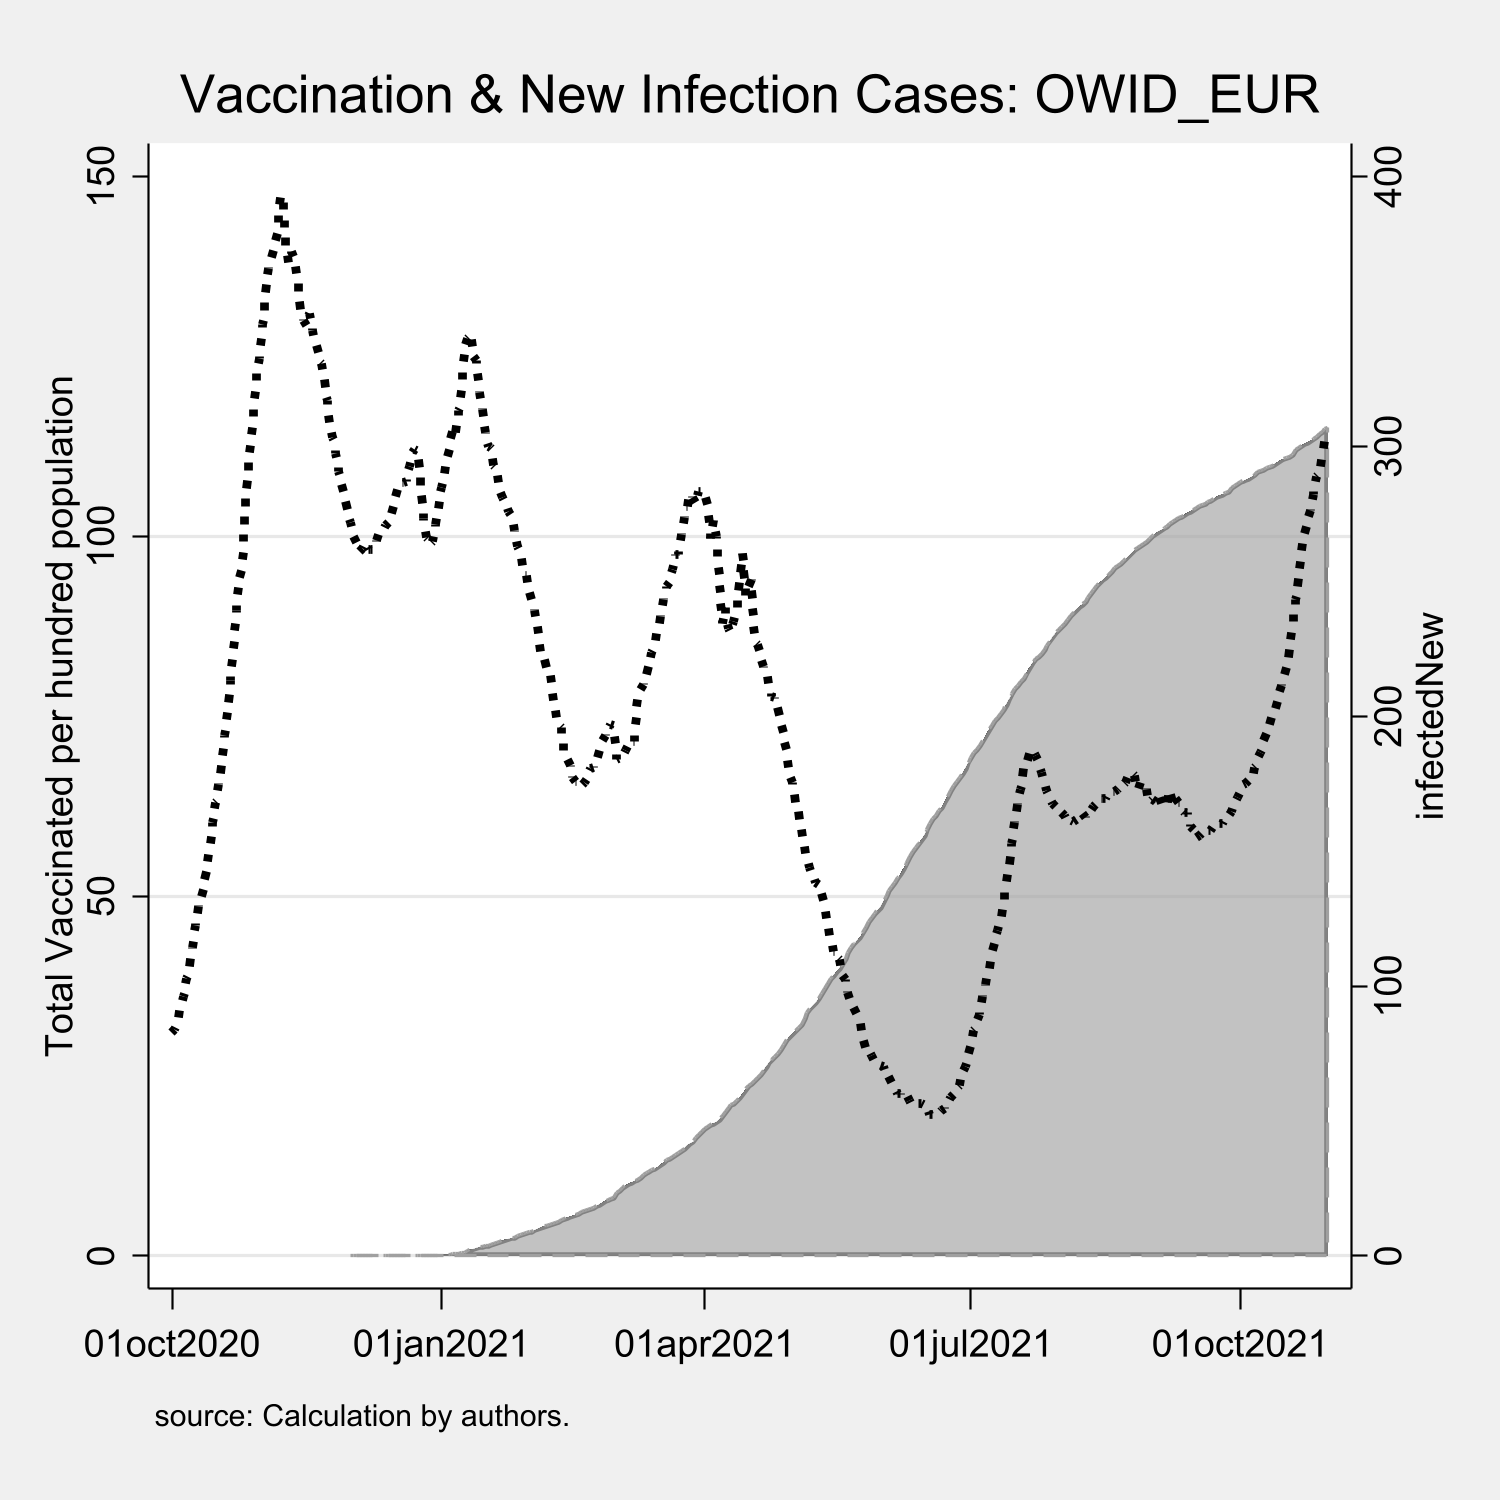 Vaccination & New Infection Cases: OWID_EUR
Total Vaccinated per hundred population
150
100
50
0
400
300
200
100
0
infectedNew
01oct2020
01jan2021
01apr2021
01jul2021
01oct2021
source: Calculation by authors.